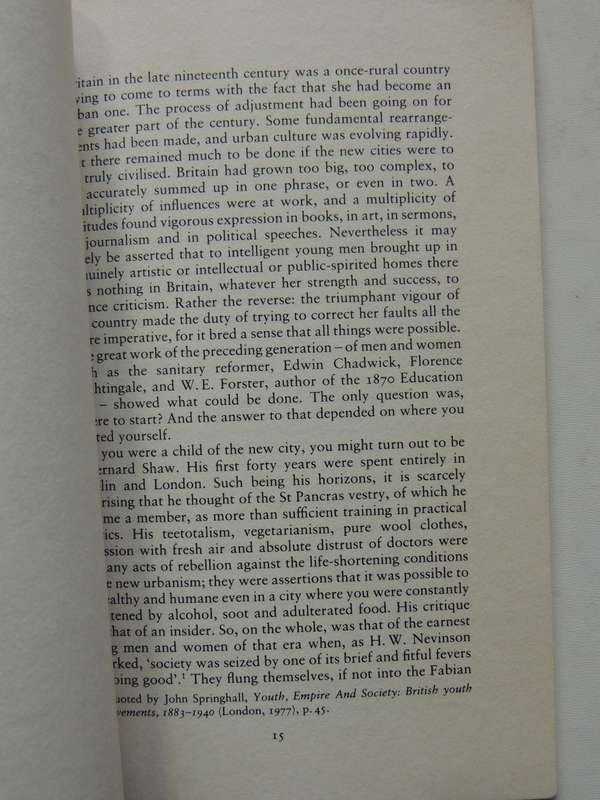 ritain in the late nineteenth century was a once-rural country
ying to come to terms with the fact that she had become an
ban one. The process of adjustment had been going on for
e greater part of the century. Some fundamental rearrange-
ents had been made, and urban culture was evolving rapidly.
t there remained much to be done if the new cities were to
truly civilised. Britain had grown too big, too complex, to
accurately summed up in one phrase, or even in two. A
ultiplicity of influences were at work, and a multiplicity of
itudes found vigorous expression in books, in art, in sermons,
journalism and in political speeches. Nevertheless it may
ely be asserted that to intelligent young men brought up in
nuinely artistic or intellectual or public-spirited homes there
s nothing in Britain, whatever her strength and success, to
nce criticism. Rather the reverse: the triumphant vigour of
country made the duty of trying to correct her faults all the
re imperative, for it bred a sense that all things were possible.
e great work of the preceding generation – of men and women
h as the sanitary reformer, Edwin Chadwick, Florence
ghtingale, and W. E. Forster, author of the 1870 Education
– showed what could be done. The only question was,
ere to start? And the answer to that depended on where you
ted yourself.
you were a child of the new city, you might turn out to be
ernard Shaw. His first forty years were spent entirely in
lin and London. Such being his horizons, it is scarcely
rising that he thought of the St Pancras vestry, of which he
me a member, as more than sufficient training in practical
ics. His teetotalism, vegetarianism, pure wool clothes,
ssion with fresh air and absolute distrust of doctors were
any acts of rebellion against the life-shortening conditions
e new urbanism; they were assertions that it was possible to
ealthy and humane even in a city where you were constantly
tened by alcohol, soot and adulterated food. His critique
hat of an insider. So, on the whole, was that of the earnest
g men and women of that era when, as H. W. Nevinson
rked, ‘society was seized by one of its brief and fitful fevers
oing good’.¹ They flung themselves, if not into the Fabian
uoted by John Springhall, Youth, Empire And Society: British youth
vements, 1883–1940 (London, 1977), p. 45.
15